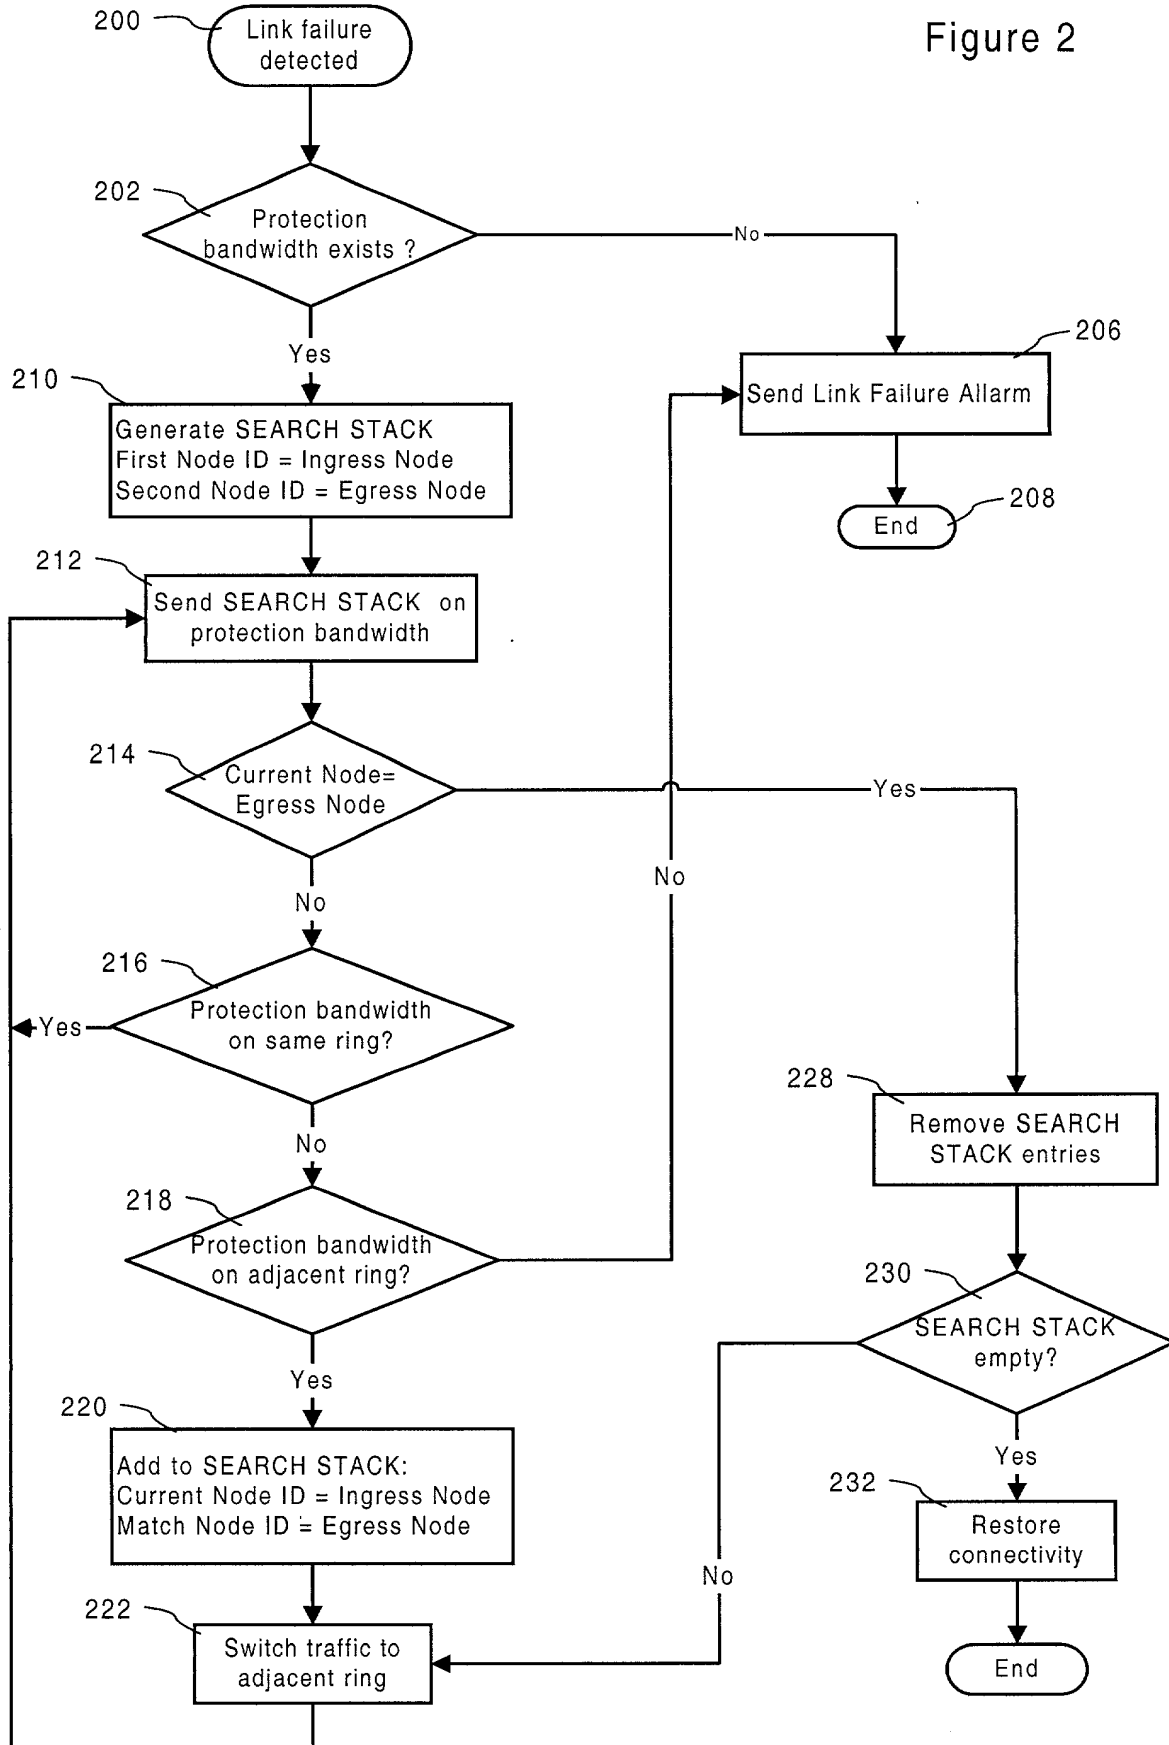 Figure 2
200
Link failure
detected
202
Protection
bandwidth exists ?
No
Yes
206
Send Link Failure Allarm
208
End
210
Generate SEARCH STACK
First Node ID = Ingress Node
Second Node ID = Egress Node
212
Send SEARCH STACK on
protection bandwidth
214
Current Node=
Egress Node
Yes
No
No
216
Protection bandwidth
on same ring?
Yes
No
218
Protection bandwidth
on adjacent ring?
Yes
228
Remove SEARCH
STACK entries
230
SEARCH STACK
empty?
Yes
No
220
Add to SEARCH STACK:
Current Node ID = Ingress Node
Match Node ID = Egress Node
222
Switch traffic to
adjacent ring
232
Restore
connectivity
End